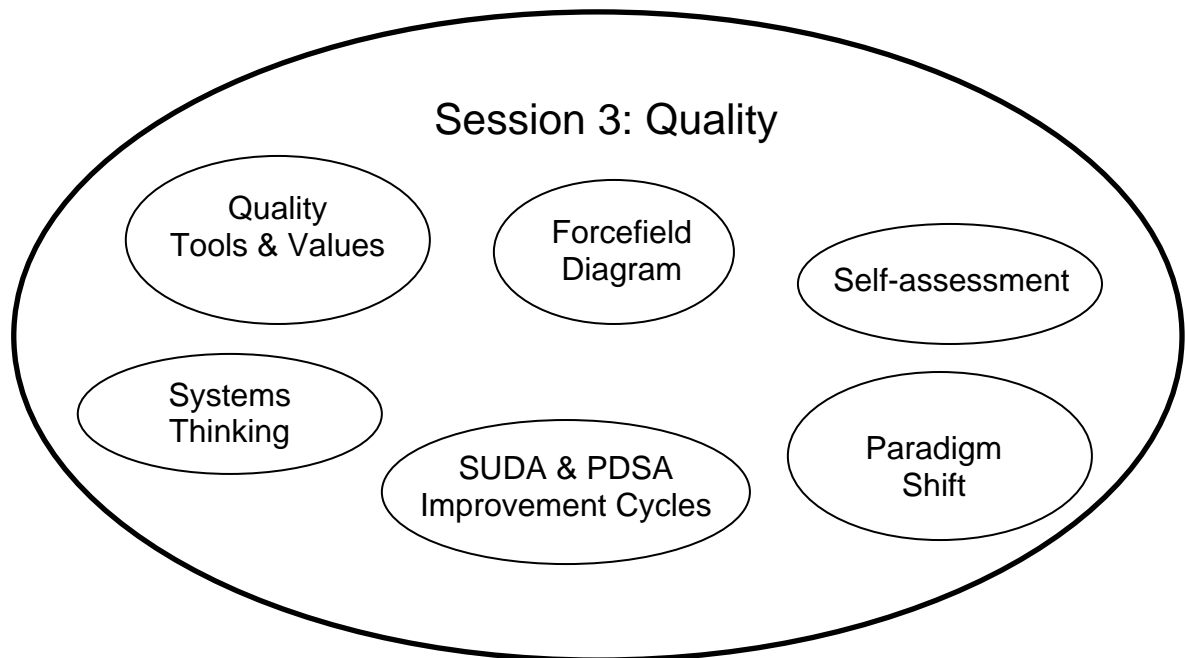 Session 3: Quality
Quality
Tools & Values
Forcefield
Diagram
Self-assessment
Systems
Thinking
SUDA & PDSA
Improvement Cycles
Paradigm
Shift